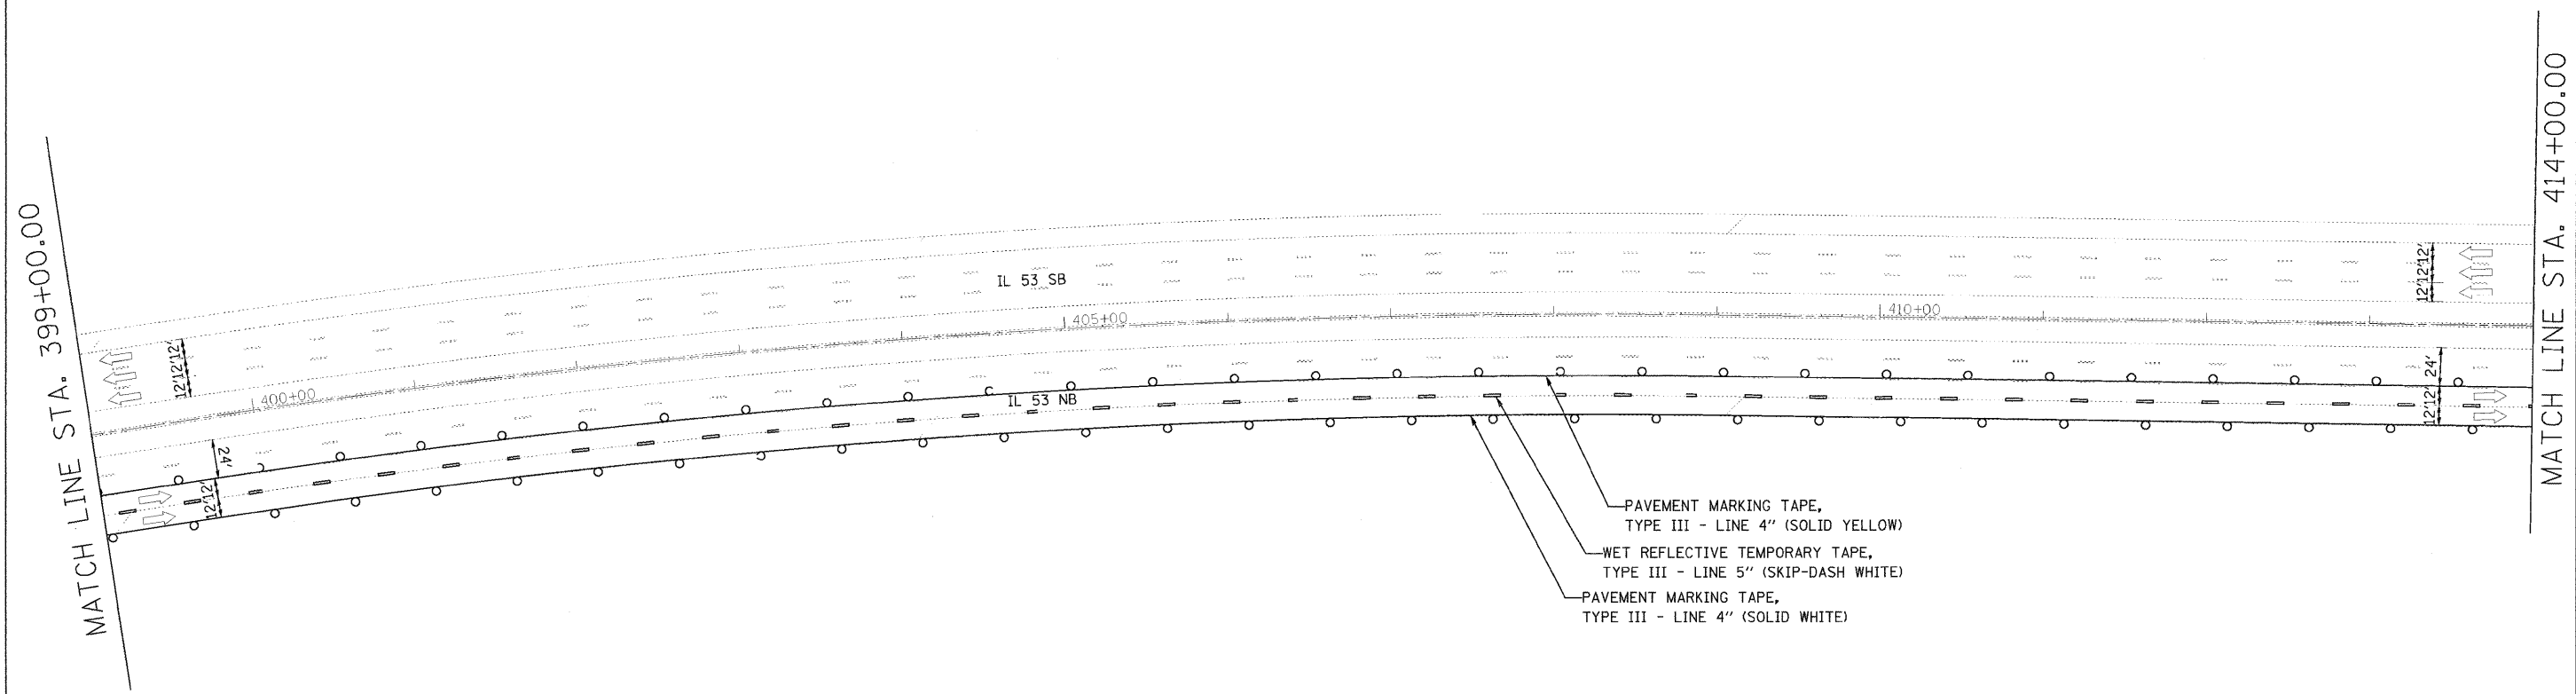 MATCH LINE STA. 399+00.00
MATCH LINE STA. 414+00.00
IL 53 SB
12'12'12'
12'12'12'
405+00
410+00
400+00
IL 53 NB
24'
12'12'
24'
12'12'
PAVEMENT MARKING TAPE,
TYPE III - LINE 4" (SOLID YELLOW)
WET REFLECTIVE TEMPORARY TAPE,
TYPE III - LINE 5" (SKIP-DASH WHITE)
PAVEMENT MARKING TAPE,
TYPE III - LINE 4" (SOLID WHITE)